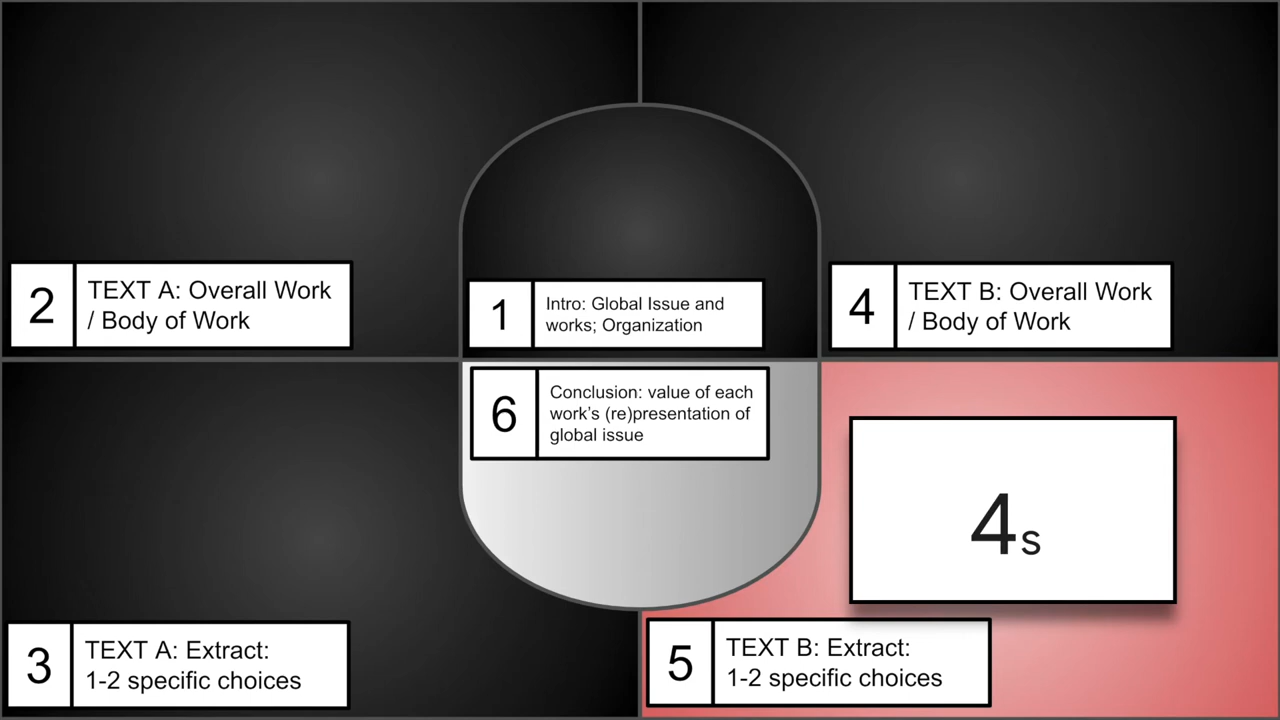 2
TEXT A: Overall Work
/ Body of Work
1
Intro: Global Issue and
works; Organization
4
TEXT B: Overall Work
/ Body of Work
6
Conclusion: value of each
work's (re)presentation of
global issue
4s
3
TEXT A: Extract:
1-2 specific choices
5
TEXT B: Extract:
1-2 specific choices